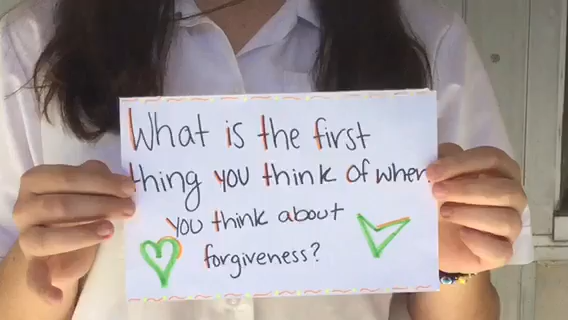 What is the first
thing you think of when
you think about
forgiveness?